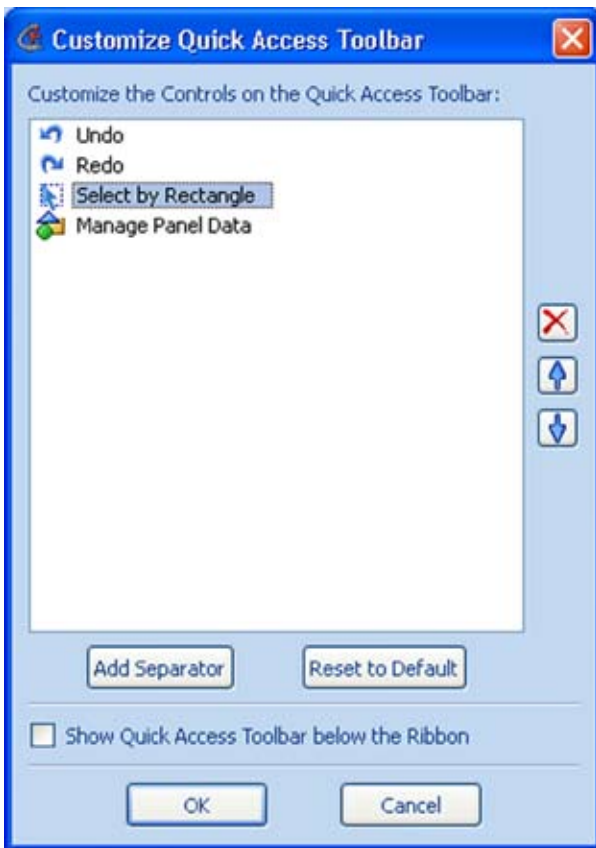 Customize Quick Access Toolbar
Customize the Controls on the Quick Access Toolbar:
Undo
Redo
Select by Rectangle
Manage Panel Data
Add Separator
Reset to Default
Show Quick Access Toolbar below the Ribbon
OK
Cancel